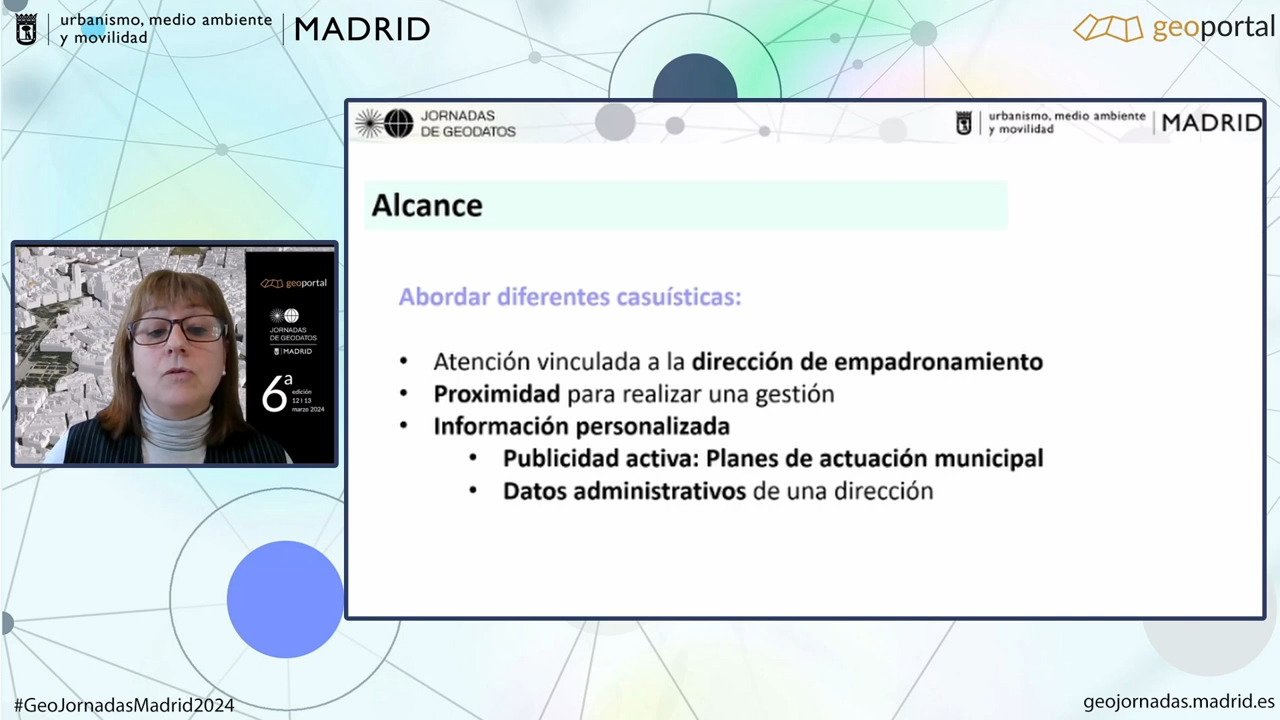 urbanismo, medio ambiente
y movilidad
MADRID
geoportal
JORNADAS
DE GEODATOS
urbanismo, medio ambiente
y movilidad
MADRID
Alcance
Abordar diferentes casuísticas:
• Atención vinculada a la dirección de empadronamiento
• Proximidad para realizar una gestión
• Información personalizada
• Publicidad activa: Planes de actuación municipal
• Datos administrativos de una dirección
geoportal
JORNADAS
DE GEODATOS
MADRID
6ª
edición
12 | 13
marzo 2024
#GeoJornadasMadrid2024
geojornadas.madrid.es